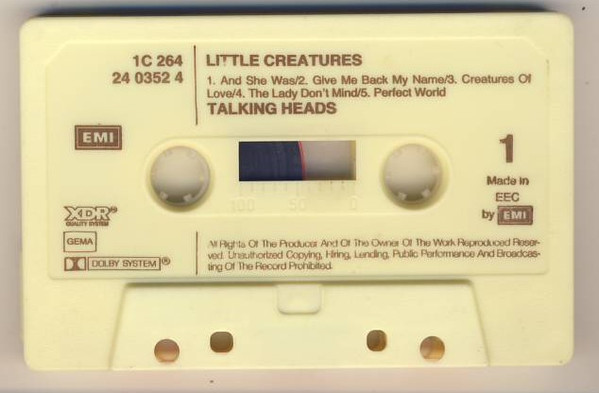 1C 264
24 0352 4
LITTLE CREATURES
1. And She Was/2. Give Me Back My Name/3. Creatures Of
Love/4. The Lady Don't Mind/5. Perfect World
TALKING HEADS
EMI
1
Made in
EEC
by EMI
100 50 0
XDR®
QUALITY SYSTEM
GEMA
DOLBY SYSTEM®
All Rights Of The Producer And Of The Owner Of The Work Reproduced Reser-
ved. Unauthorized Copying, Hiring, Lending, Public Performance And Broadcas-
ting Of The Record Prohibited.